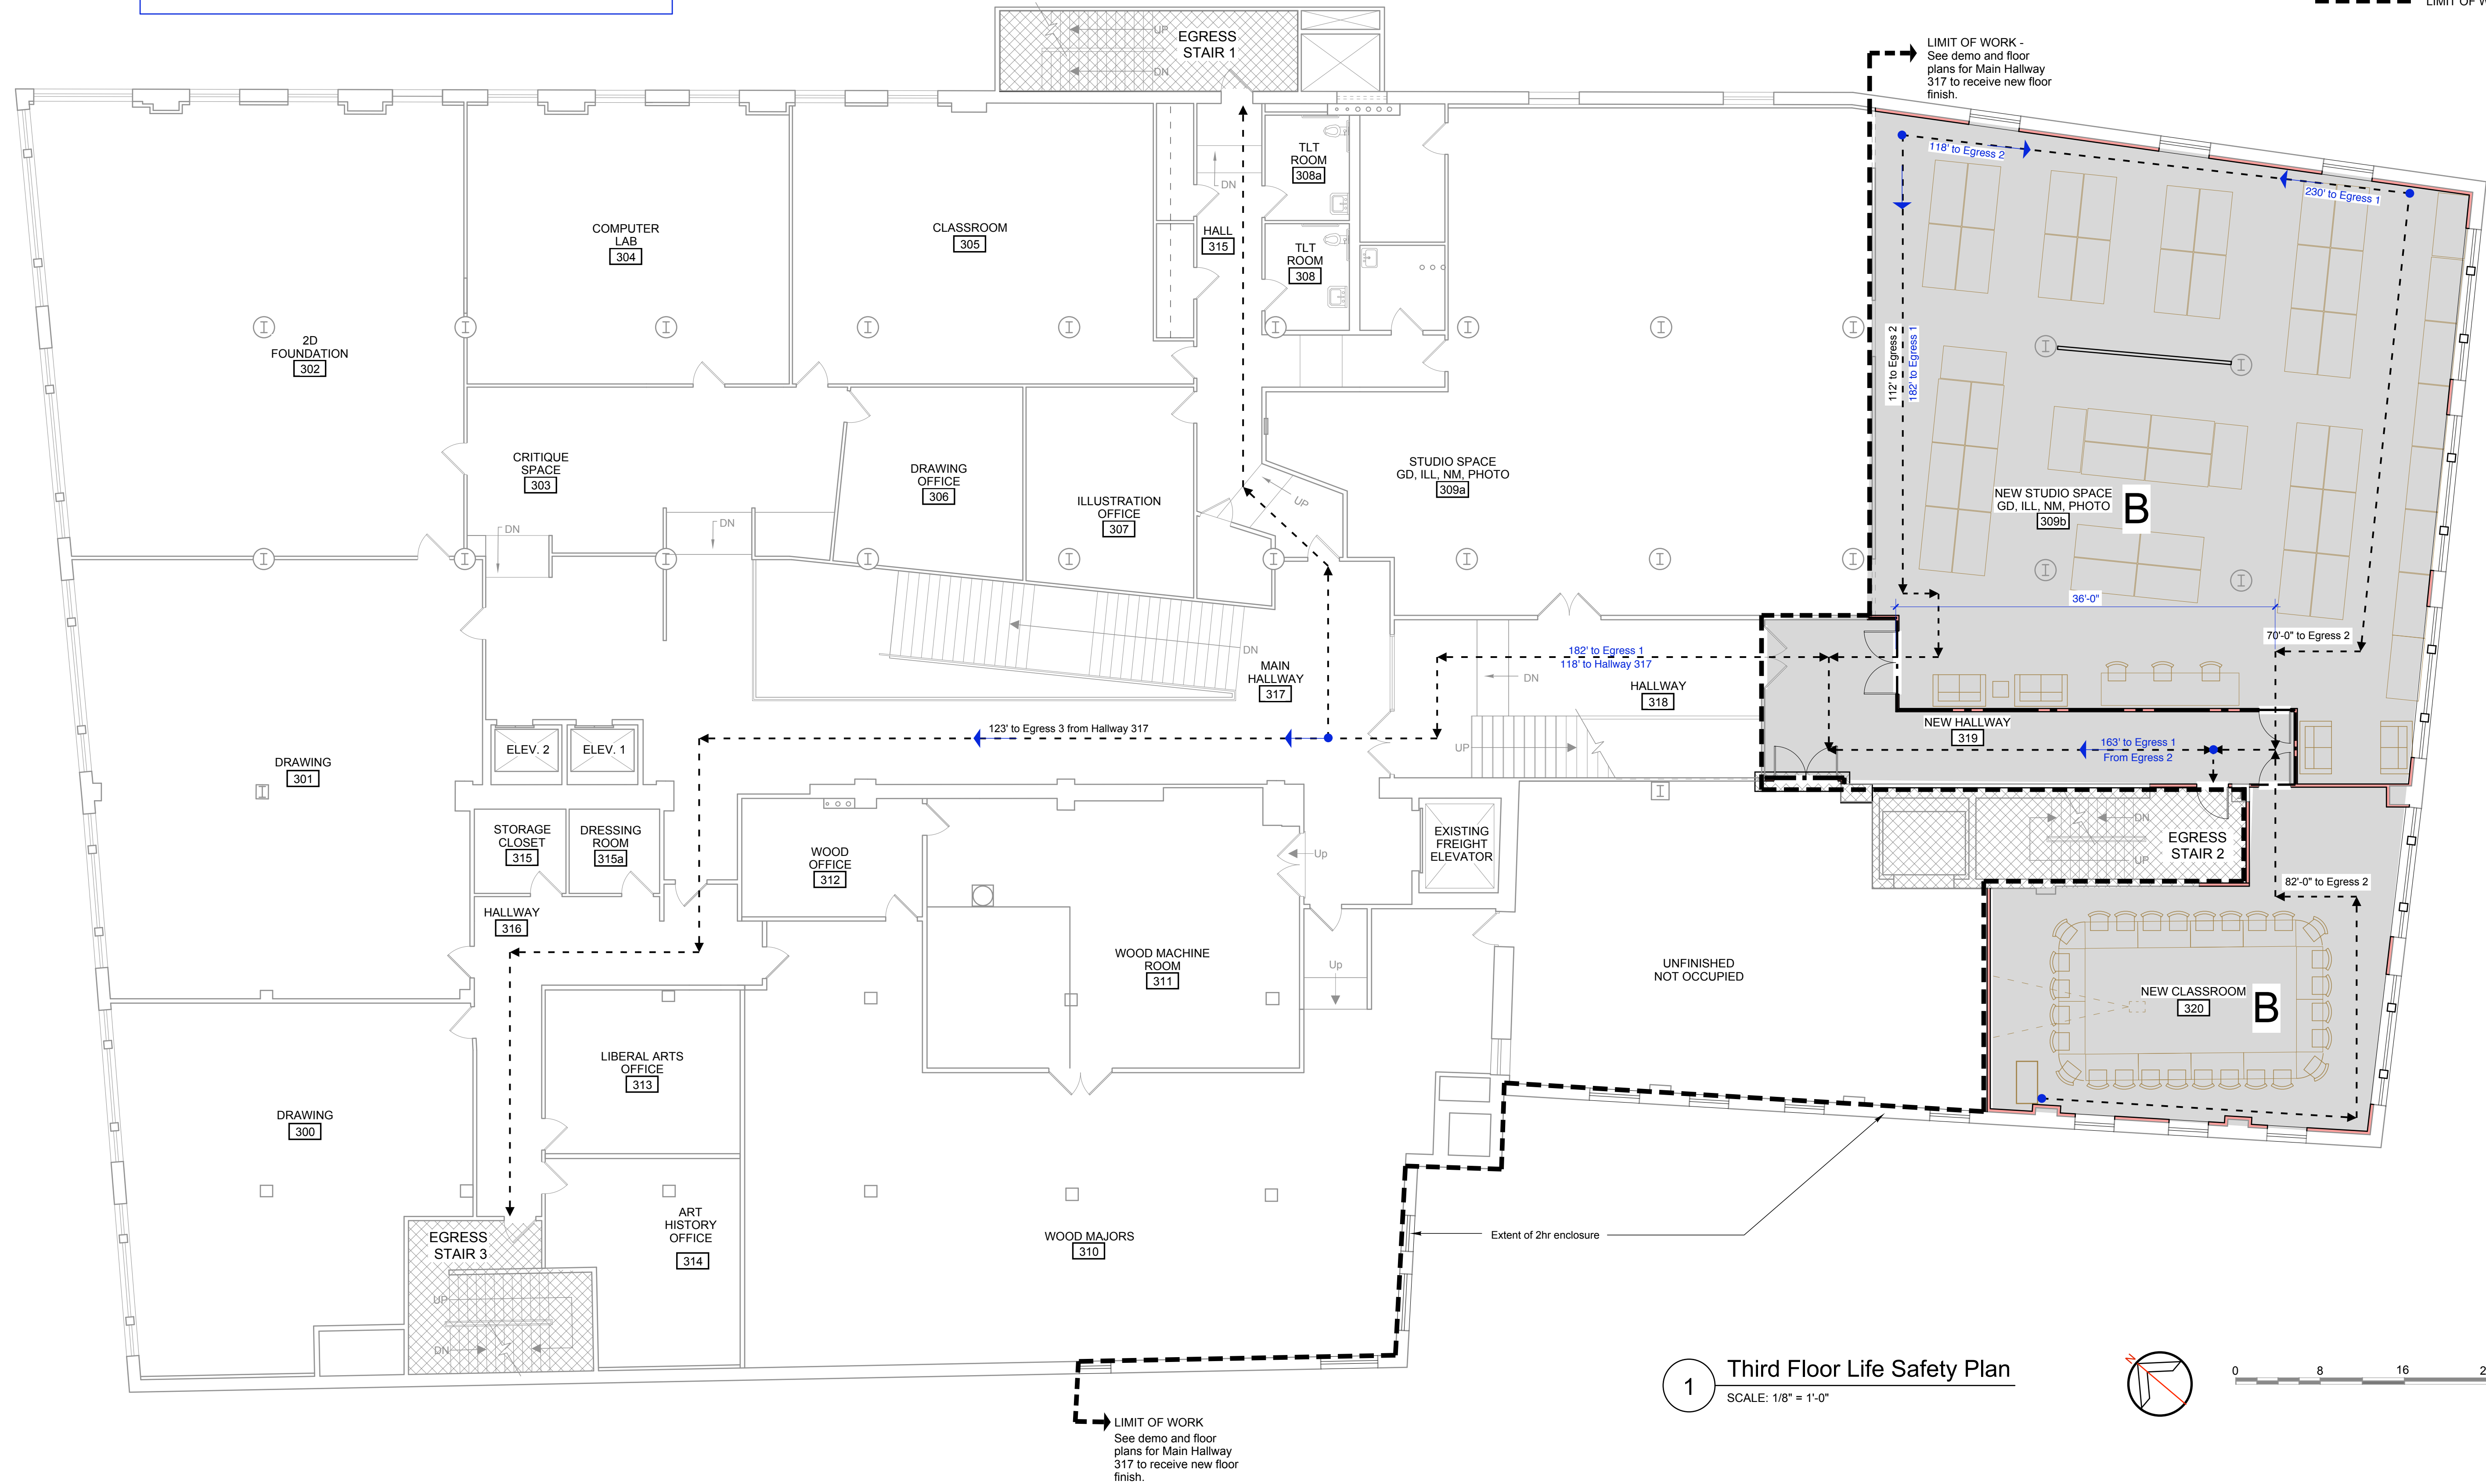 LIMIT OF W
LIMIT OF WORK -
See demo and floor
plans for Main Hallway
317 to receive new floor
finish.
UP
DN
EGRESS
STAIR 1
118' to Egress 2
230' to Egress 1
TLT
ROOM
308a
DN
COMPUTER
LAB
304
CLASSROOM
305
HALL
315
TLT
ROOM
308
2D
FOUNDATION
302
112' to Egress 2
182' to Egress 1
CRITIQUE
SPACE
303
DRAWING
OFFICE
306
ILLUSTRATION
OFFICE
307
UP
STUDIO SPACE
GD, ILL, NM, PHOTO
309a
NEW STUDIO SPACE
GD, ILL, NM, PHOTO
309b
B
DN
DN
36'-0"
70'-0" to Egress 2
DN
MAIN
HALLWAY
317
182' to Egress 1
118' to Hallway 317
DN
HALLWAY
318
UP
123' to Egress 3 from Hallway 317
NEW HALLWAY
319
163' to Egress 1
From Egress 2
ELEV. 2
ELEV. 1
DRAWING
301
STORAGE
CLOSET
315
DRESSING
ROOM
315a
WOOD
OFFICE
312
Up
EXISTING
FREIGHT
ELEVATOR
DN
UP
EGRESS
STAIR 2
82'-0" to Egress 2
HALLWAY
316
WOOD MACHINE
ROOM
311
Up
UNFINISHED
NOT OCCUPIED
NEW CLASSROOM
320
B
LIBERAL ARTS
OFFICE
313
DRAWING
300
ART
HISTORY
OFFICE
314
WOOD MAJORS
310
Extent of 2hr enclosure
EGRESS
STAIR 3
UP
DN
LIMIT OF WORK
See demo and floor
plans for Main Hallway
317 to receive new floor
finish.
1
Third Floor Life Safety Plan
SCALE: 1/8" = 1'-0"
N
0 8 16 2